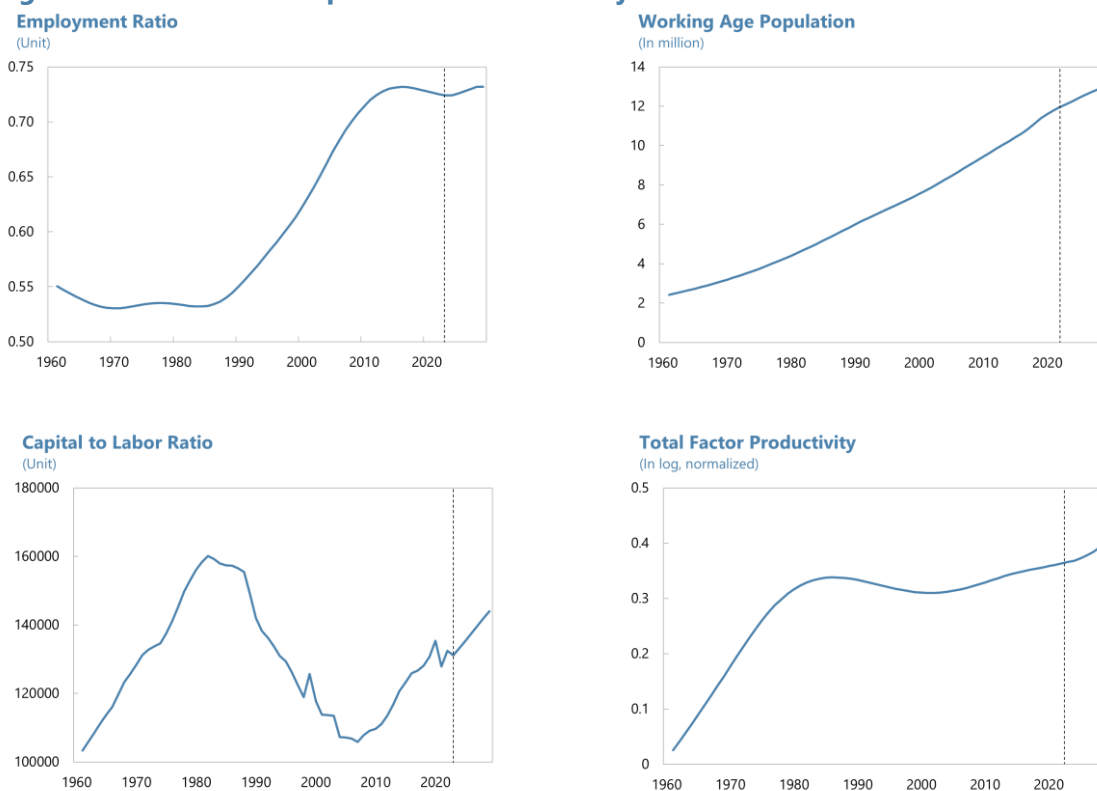 Employment Ratio
(Unit)
0.75
0.70
0.65
0.60
0.55
0.50
1960 1970 1980 1990 2000 2010 2020
Working Age Population
(In million)
14
12
10
8
6
4
2
0
1960 1970 1980 1990 2000 2010 2020
Capital to Labor Ratio
(Unit)
180000
160000
140000
120000
100000
1960 1970 1980 1990 2000 2010 2020
Total Factor Productivity
(In log, normalized)
0.5
0.4
0.3
0.2
0.1
0
1960 1970 1980 1990 2000 2010 2020